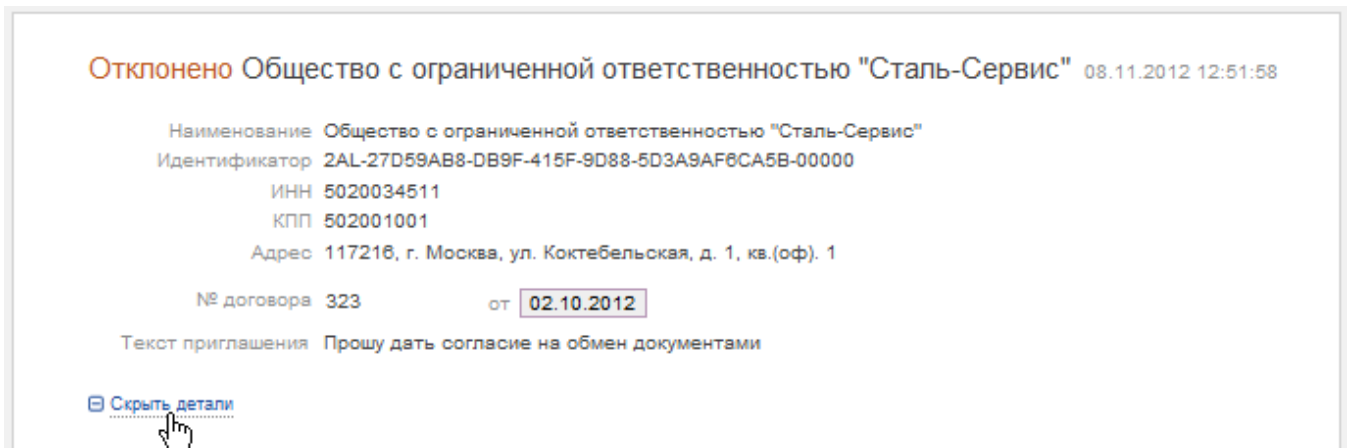 Отклонено Общество с ограниченной ответственностью "Сталь-Сервис" 08.11.2012 12:51:58
Наименование Общество с ограниченной ответственностью "Сталь-Сервис"
Идентификатор 2AL-27D59AB8-DB9F-415F-9D88-5D3A9AF6CA5B-00000
ИНН 5020034511
КПП 502001001
Адрес 117216, г. Москва, ул. Коктебельская, д. 1, кв.(оф). 1
№ договора 323 от 02.10.2012
Текст приглашения Прошу дать согласие на обмен документами
Скрыть детали